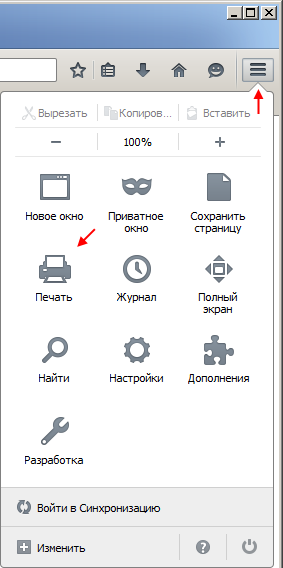 Вырезать Копиров... Вставить
100%
Новое окно Приватное окно Сохранить страницу
Печать Журнал Полный экран
Найти Настройки Дополнения
Разработка
Войти в Синхронизацию
Изменить